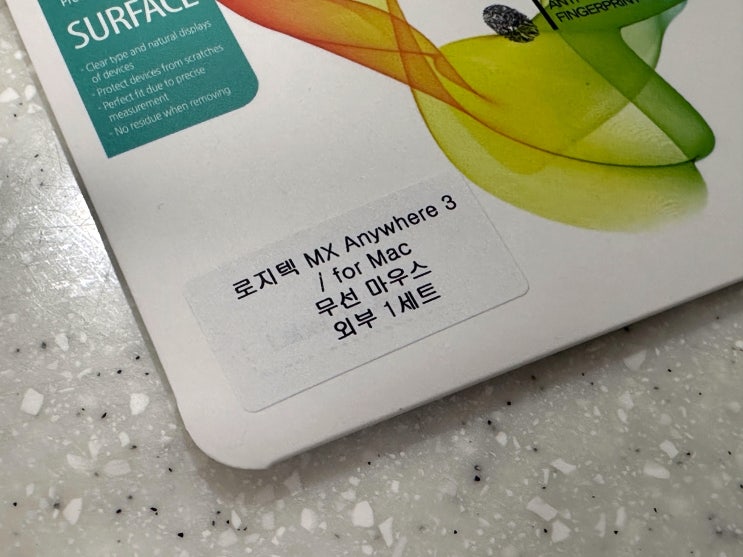 SURFACE
- Clear type and natural displays
of devices
- Protect devices from scratches
- Perfect fit due to precise
measurement
- No residue when removing
FINGERPRINT
로지텍 MX Anywhere 3
/ for Mac
무선 마우스
외부 1세트